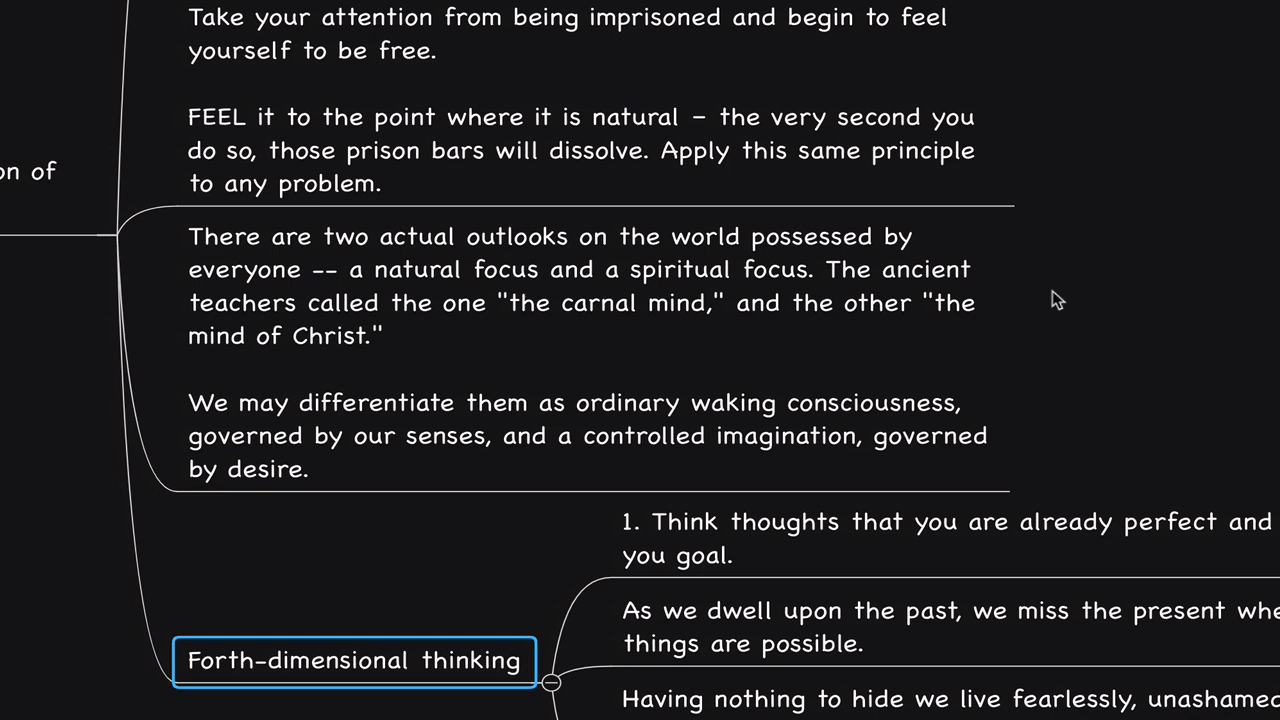 Take your attention from being imprisoned and begin to feel
yourself to be free.
FEEL it to the point where it is natural – the very second you
do so, those prison bars will dissolve. Apply this same principle
to any problem.
on of
There are two actual outlooks on the world possessed by
everyone -- a natural focus and a spiritual focus. The ancient
teachers called the one "the carnal mind," and the other "the
mind of Christ."
We may differentiate them as ordinary waking consciousness,
governed by our senses, and a controlled imagination, governed
by desire.
1. Think thoughts that you are already perfect and
you goal.
As we dwell upon the past, we miss the present whe
things are possible.
Forth-dimensional thinking
Having nothing to hide we live fearlessly, unashamed